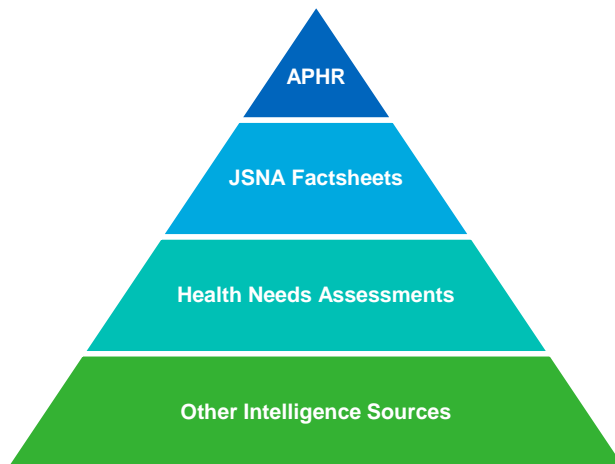 APHR
JSNA Factsheets
Health Needs Assessments
Other Intelligence Sources